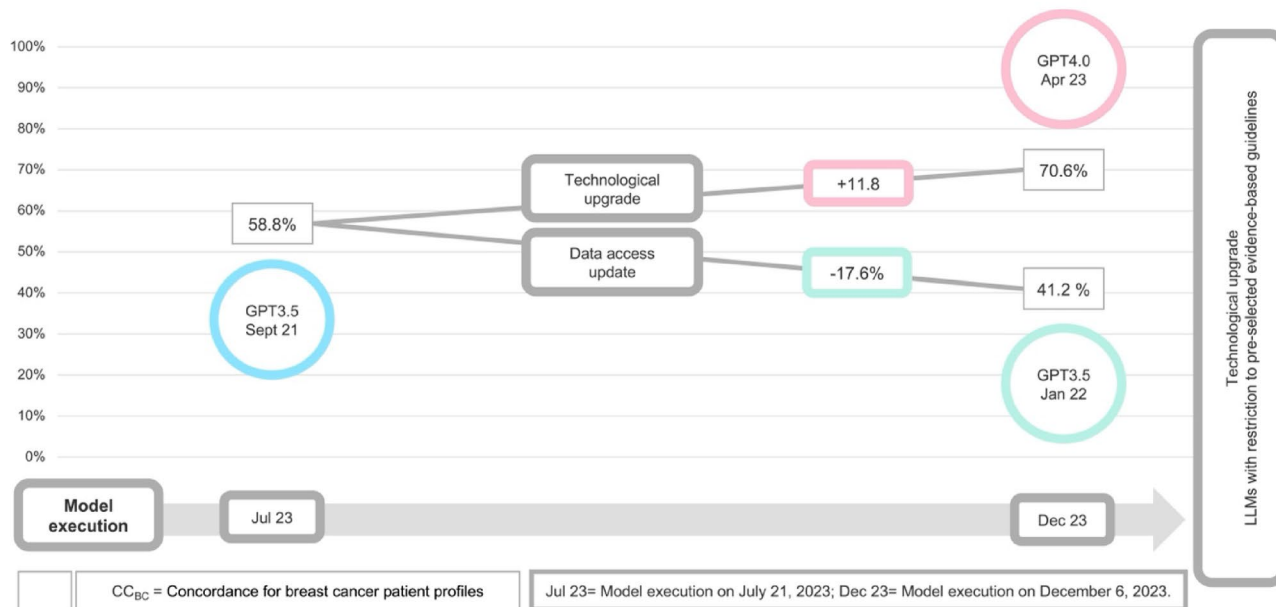 100%
90%
80%
70%
60%
50%
40%
30%
20%
10%
0%
58.8%
GPT3.5
Sept 21
Technological
upgrade
Data access
update
+11.8
-17.6%
GPT4.0
Apr 23
70.6%
41.2 %
GPT3.5
Jan 22
Technological upgrade
LLMs with restriction to pre-selected evidence-based guidelines
Model
execution
Jul 23
Dec 23
CCBC = Concordance for breast cancer patient profiles
Jul 23= Model execution on July 21, 2023; Dec 23= Model execution on December 6, 2023.